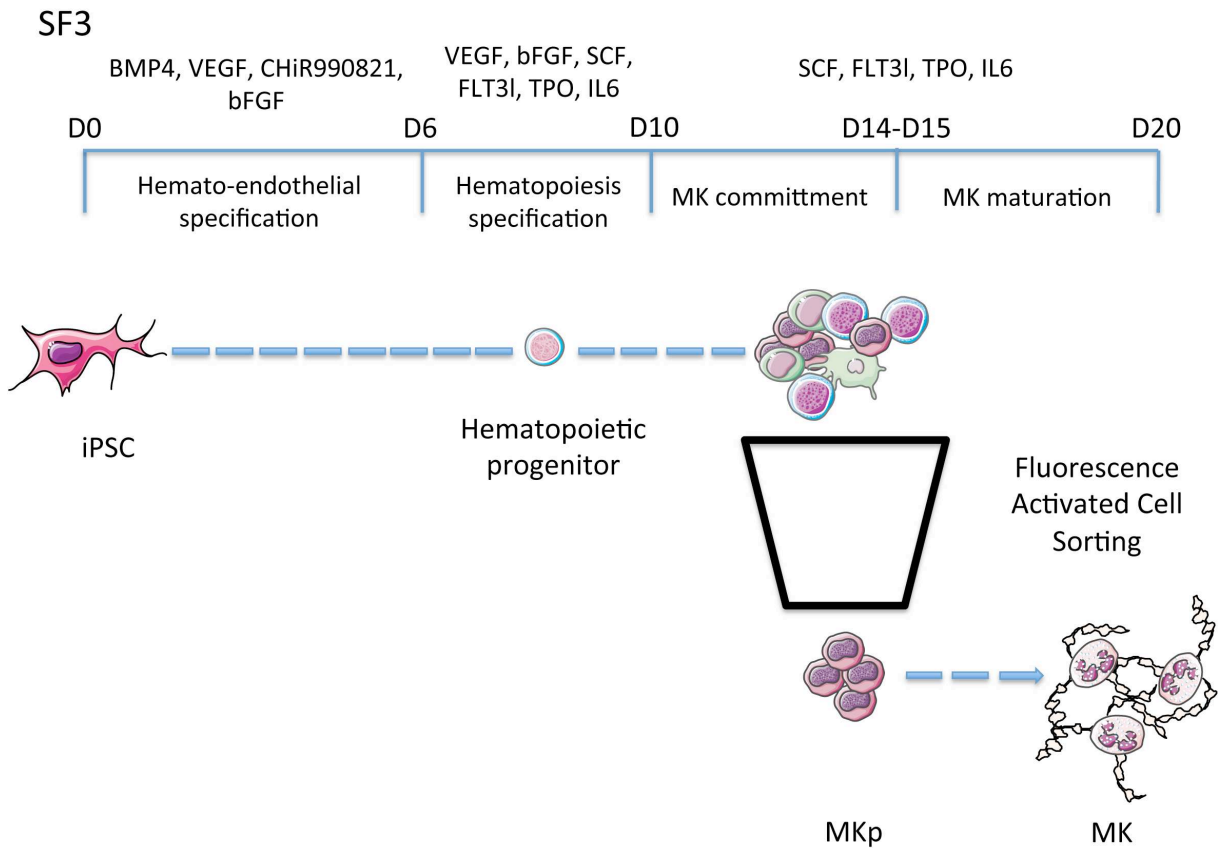 SF3
BMP4, VEGF, CHiR990821,
bFGF
VEGF, bFGF, SCF,
FLT3l, TPO, IL6
SCF, FLT3l, TPO, IL6
D0
D6
D10
D14-D15
D20
Hemato-endothelial
specification
Hematopoiesis
specification
MK committment
MK maturation
iPSC
Hematopoietic
progenitor
Fluorescence
Activated Cell
Sorting
MKp
MK